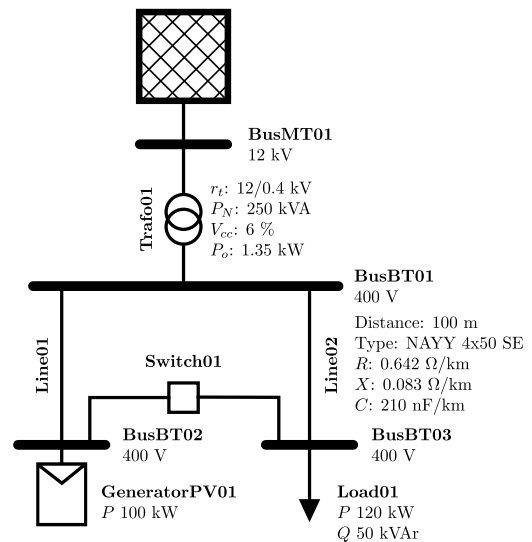 BusMT01
12 kV
Trafo01
r_t: 12/0.4 kV
P_N: 250 kVA
V_cc: 6 %
P_o: 1.35 kW
BusBT01
400 V
Line01
Line02
Distance: 100 m
Type: NAYY 4x50 SE
R: 0.642 Ω/km
X: 0.083 Ω/km
C: 210 nF/km
Switch01
BusBT02
400 V
BusBT03
400 V
GeneratorPV01
P 100 kW
Load01
P 120 kW
Q 50 kVAr